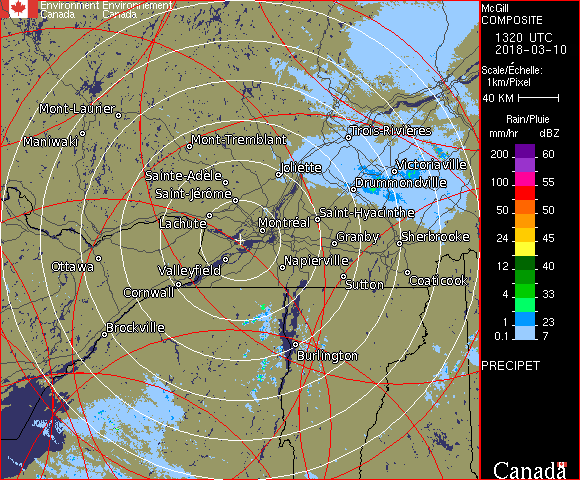 Environment Environnement
Canada Canada
McGill
COMPOSITE
1320 UTC
2018-03-10
Scale/Échelle:
1km/Pixel
40 KM
Rain/Pluie
mm/hr dBZ
200 60
100 55
50 50
24 45
12 40
4 33
1 23
0.1 7
PRECIPET
Mont-Laurier
Maniwaki
Mont-Tremblant
Trois-Rivières
Sainte-Adèle
Joliette
Victoriaville
Saint-Jérôme
Drummondville
Lachute
Montréal
Saint-Hyacinthe
Granby
Sherbrooke
Ottawa
Valleyfield
Napierville
Cornwall
Sutton
Coaticook
Brockville
Burlington
Canada